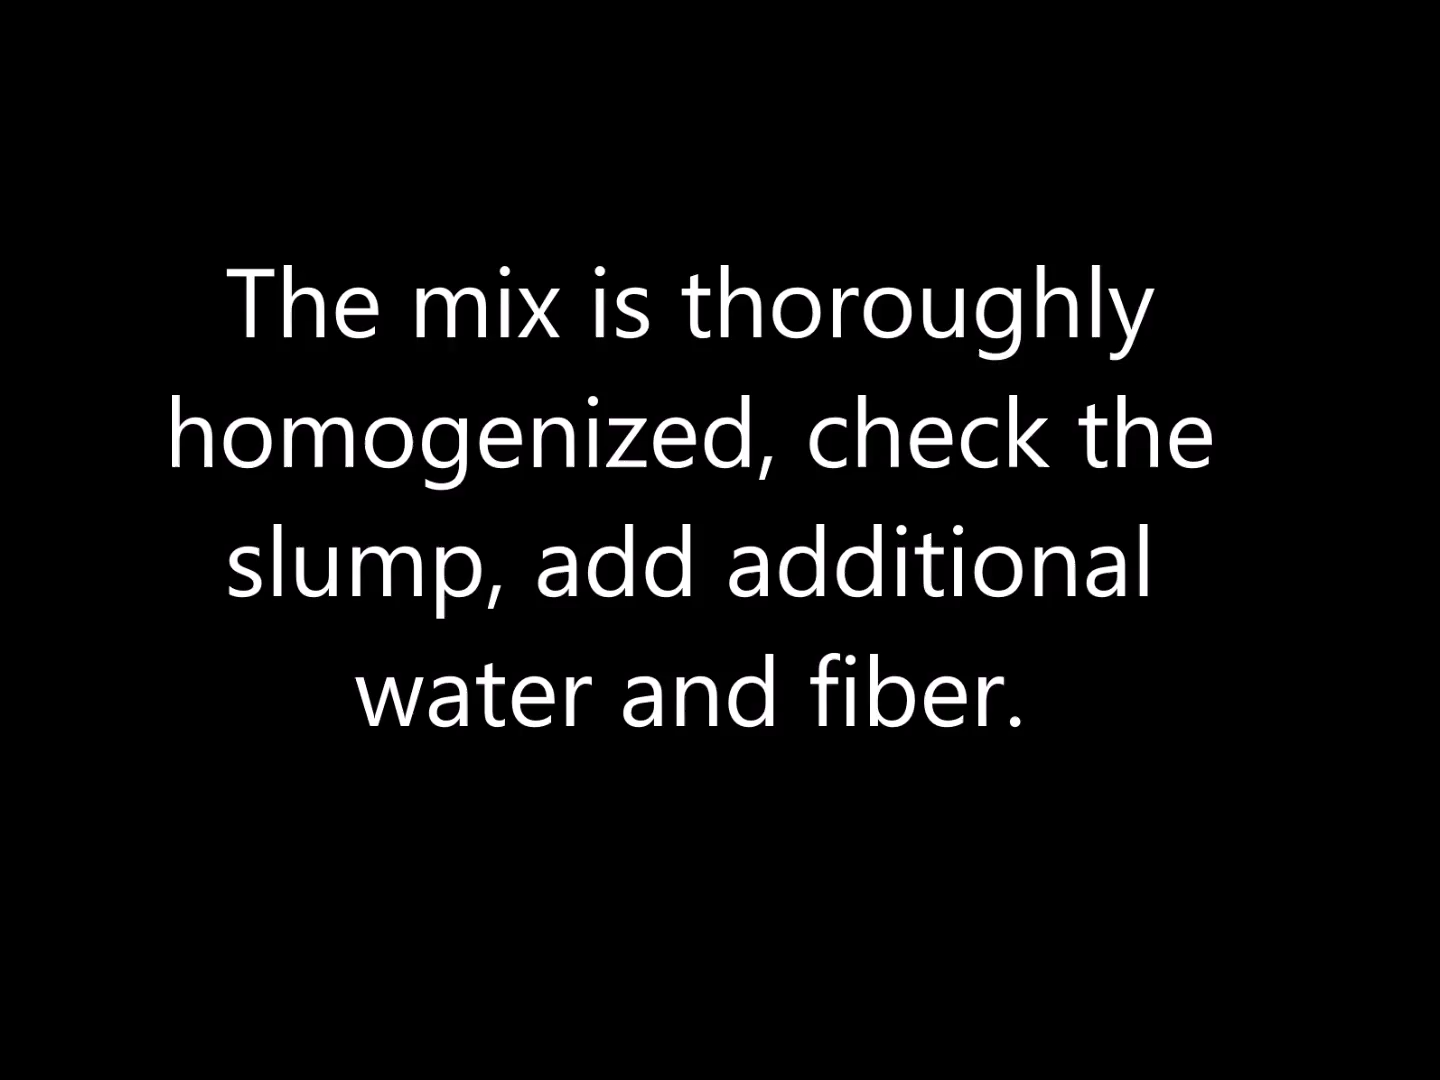 The mix is thoroughly
homogenized, check the
slump, add additional
water and fiber.